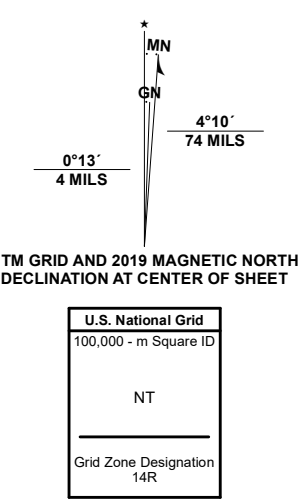 MN
GN
4°10´
74 MILS
0°13´
4 MILS
TM GRID AND 2019 MAGNETIC NORTH
DECLINATION AT CENTER OF SHEET
U.S. National Grid
100,000 - m Square ID
NT
Grid Zone Designation
14R